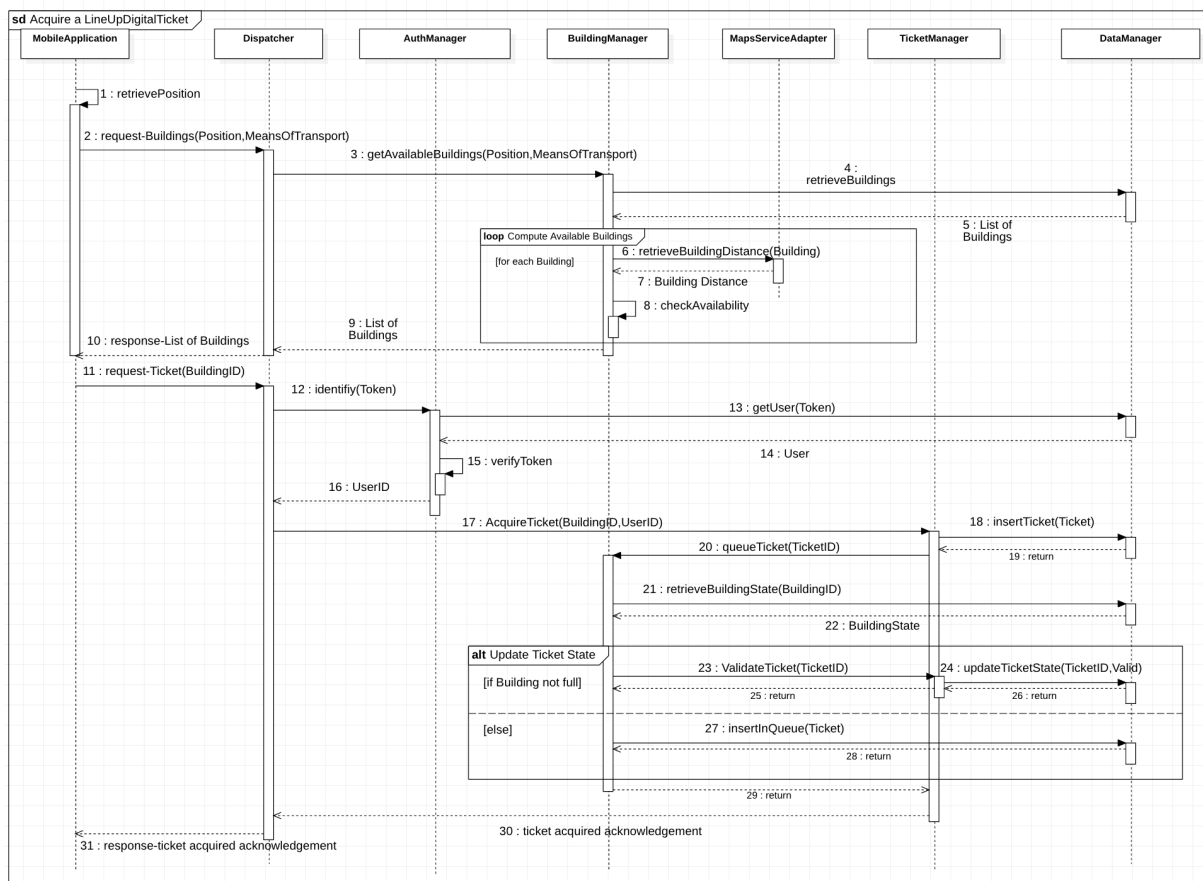 sd Acquire a LineUpDigitalTicket
MobileApplication
Dispatcher
AuthManager
BuildingManager
MapsServiceAdapter
TicketManager
DataManager
1 : retrievePosition
2 : request-Buildings(Position,MeansOfTransport)
3 : getAvailableBuildings(Position,MeansOfTransport)
4 :
retrieveBuildings
5 : List of
Buildings
loop Compute Available Buildings
[for each Building]
6 : retrieveBuildingDistance(Building)
7 : Building Distance
8 : checkAvailability
9 : List of
Buildings
10 : response-List of Buildings
11 : request-Ticket(BuildingID)
12 : identifiy(Token)
13 : getUser(Token)
14 : User
15 : verifyToken
16 : UserID
17 : AcquireTicket(BuildingID,UserID)
18 : insertTicket(Ticket)
19 : return
20 : queueTicket(TicketID)
21 : retrieveBuildingState(BuildingID)
22 : BuildingState
alt Update Ticket State
[if Building not full]
23 : ValidateTicket(TicketID)
24 : updateTicketState(TicketID,Valid)
25 : return
26 : return
[else]
27 : insertInQueue(Ticket)
28 : return
29 : return
30 : ticket acquired acknowledgement
31 : response-ticket acquired acknowledgement